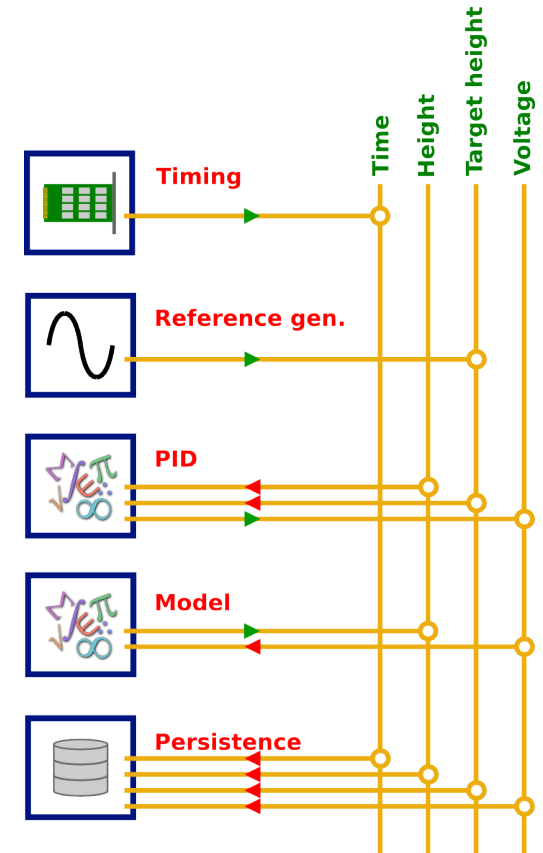 Time
Height
Target height
Voltage
Timing
Reference gen.
PID
Model
Persistence